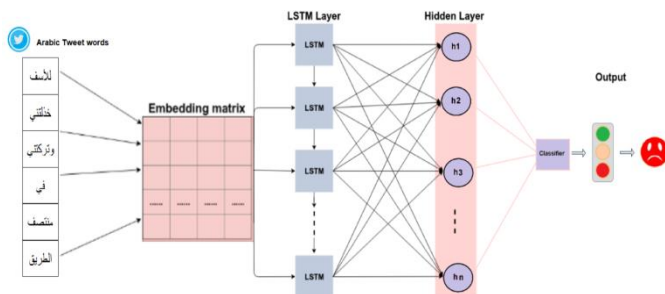 Arabic Tweet words
للأسف
خذلتني
وتركتني
في
منتصف
الطريق
Embedding matrix
LSTM Layer
LSTM
LSTM
LSTM
LSTM
Hidden Layer
h1
h2
h3
hn
Classifier
Output